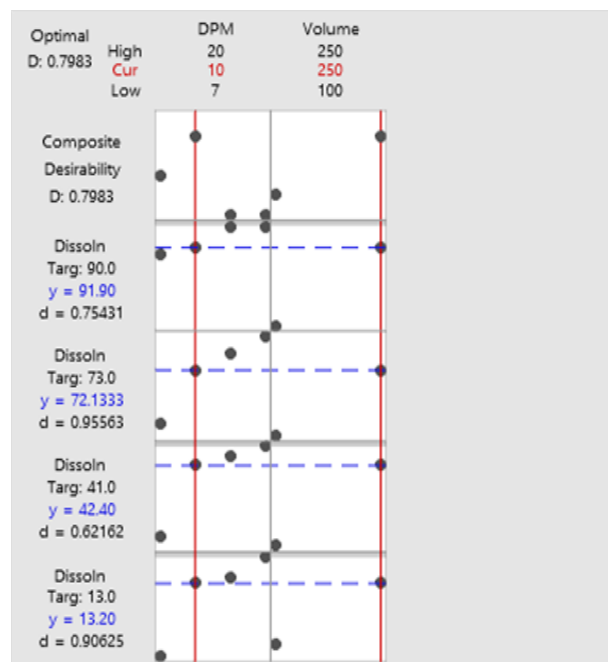 Optimal
D: 0.7983
DPM Volume
High 20 250
Cur 10 250
Low 7 100
Composite
Desirability
D: 0.7983
Dissoln
Targ: 90.0
y = 91.90
d = 0.75431
Dissoln
Targ: 73.0
y = 72.1333
d = 0.95563
Dissoln
Targ: 41.0
y = 42.40
d = 0.62162
Dissoln
Targ: 13.0
y = 13.20
d = 0.90625